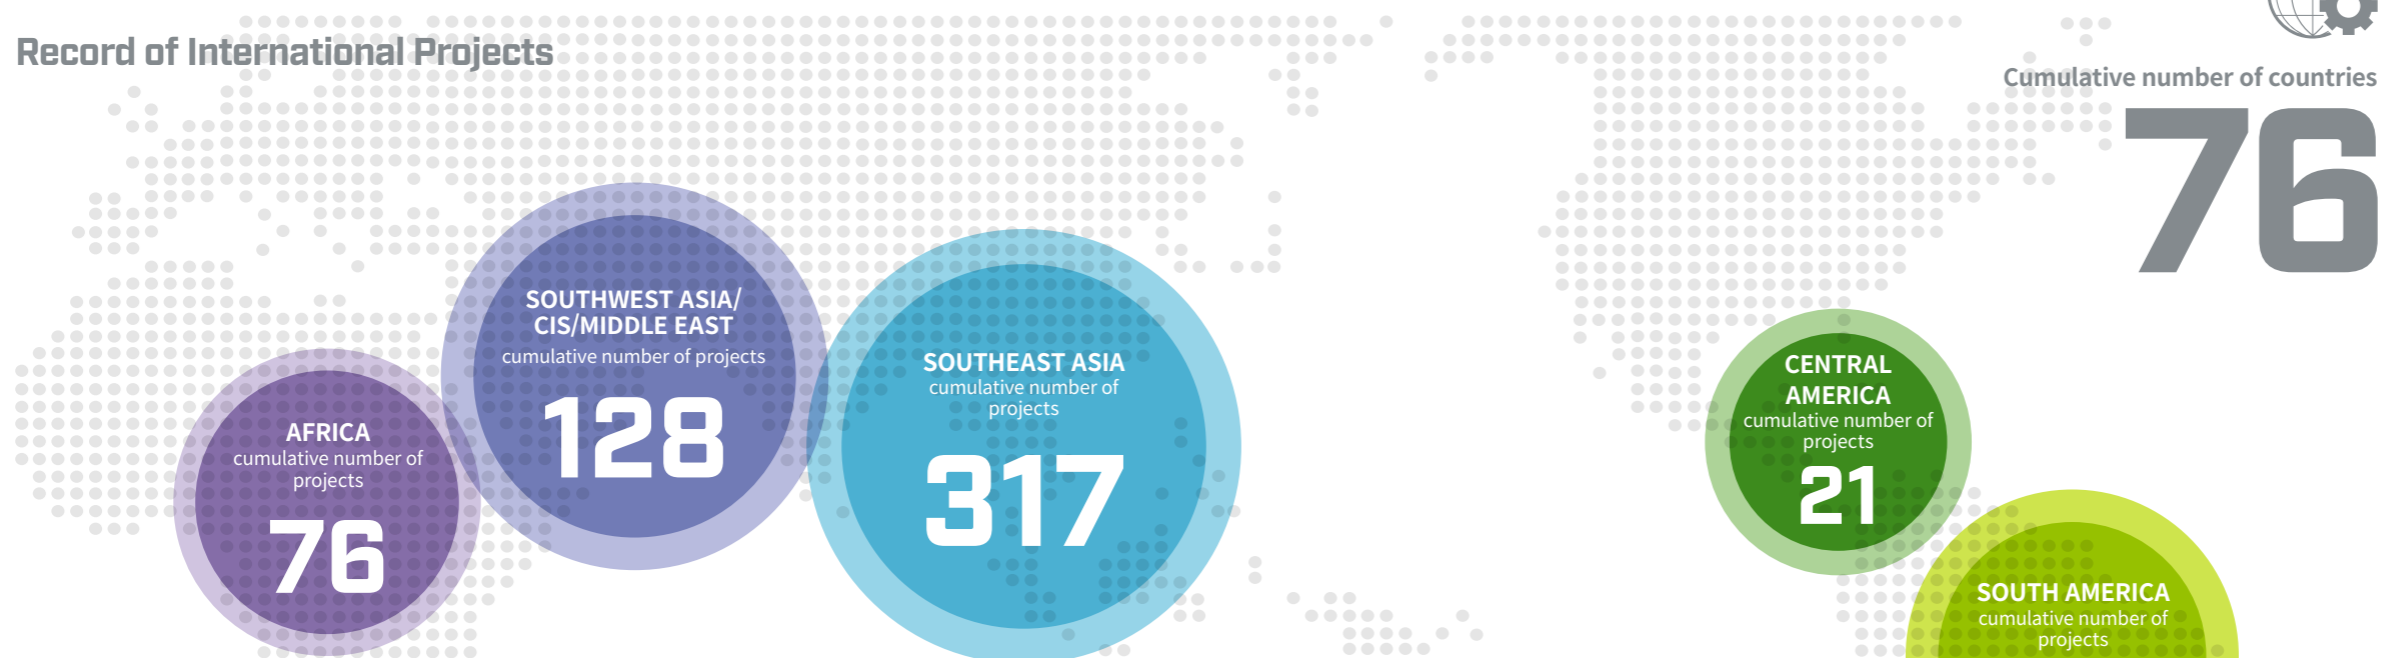 Record of International Projects
Cumulative number of countries
76
SOUTHWEST ASIA/
CIS/MIDDLE EAST
cumulative number of projects
128
SOUTHEAST ASIA
cumulative number of
projects
317
AFRICA
cumulative number of
projects
76
CENTRAL
AMERICA
cumulative number of
projects
21
SOUTH AMERICA
cumulative number of
projects